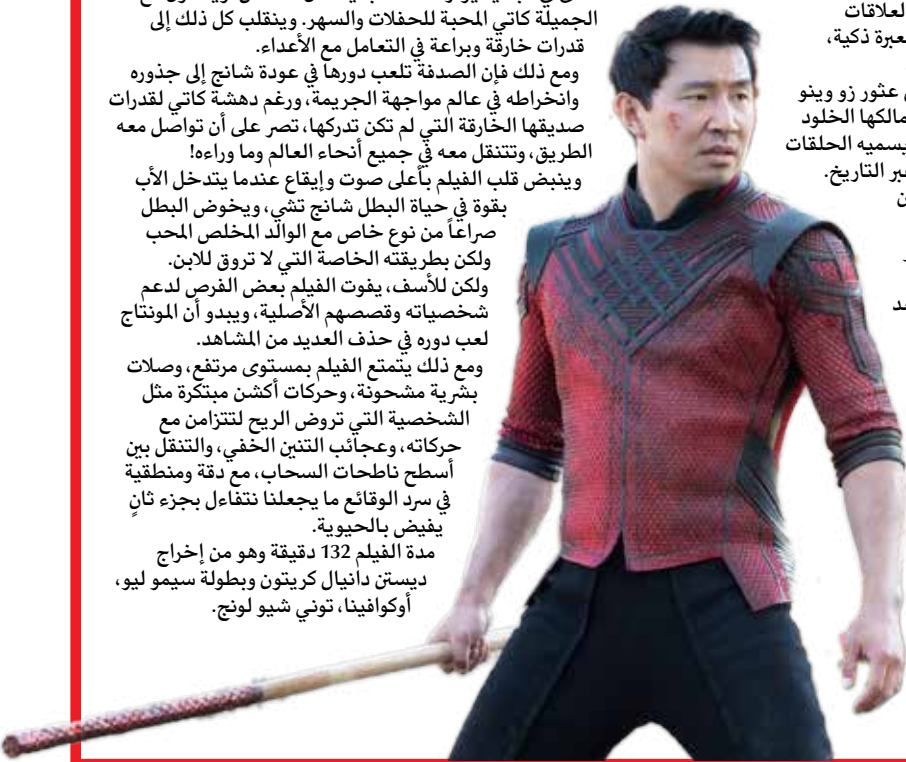 عبرة ذكية،
عثور زو وينو
مالكها الخلود
يسميه الحلقات
عبر التاريخ.
الجميلة كاتي المحبة للحفلات والسهر. وينقلب كل ذلك إلى
قدرات خارقة وبراعة في التعامل مع الأعداء.
ومع ذلك فإن الصدفة تلعب دورها في عودة شانج إلى جذوره
وانخراطه في عالم مواجهة الجريمة، ورغم دهشة كاتي لقدرات
صديقها الخارقة التي لم تكن تدركها، تصر على أن تواصل معه
الطريق، وتتنقل معه في جميع أنحاء العالم وما وراءه!
وينبض قلب الفيلم بأعلى صوت وإيقاع عندما يتدخل الأب
بقوة في حياة البطل شانج تشي، ويخوض البطل
صراعاً من نوع خاص مع الوالد المخلص المحب
ولكن بطريقته الخاصة التي لا تروق للابن.
ولكن للأسف، يفوت الفيلم بعض الفرص لدعم
شخصياته وقصصهم الأصلية، ويبدو أن المونتاج
لعب دوره في حذف العديد من المشاهد.
ومع ذلك يتمتع الفيلم بمستوى مرتفع، وصلات
بشرية مشحونة، وحركات أكشن مبتكرة مثل
الشخصية التي تروض الريح لتتزامن مع
حركاته، وعجائب التنين الخفي، والتنقل بين
أسطح ناطحات السحاب، مع دقة ومنطقية
في سرد الوقائع ما يجعلنا نتفاءل بجزء ثانٍ
يفيض بالحيوية.
مدة الفيلم 132 دقيقة وهو من إخراج
ديستن دانيال كريتون وبطولة سيمو ليو،
أوكوافينا، توني شيو لونج.